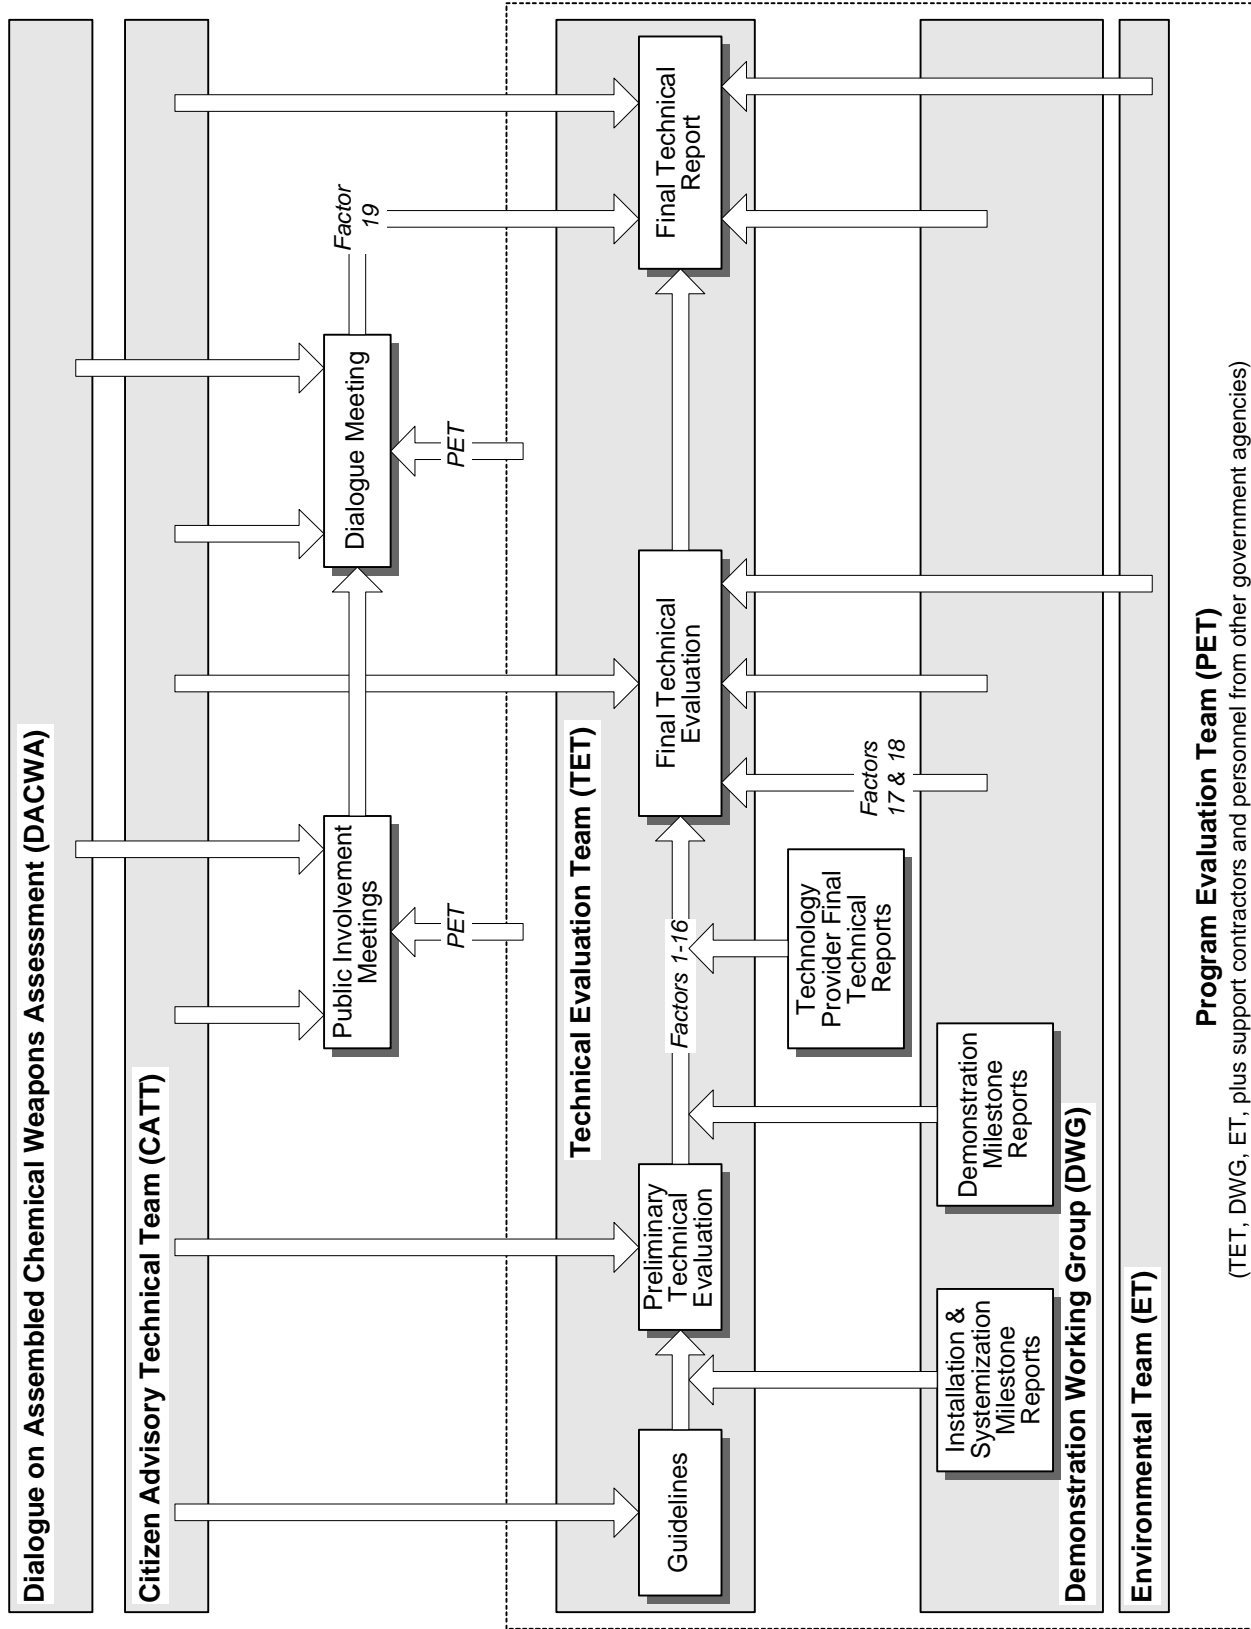 Dialogue on Assembled Chemical Weapons Assessment (DACWA)
Citizen Advisory Technical Team (CATT)
Public Involvement
Meetings
PET
Dialogue Meeting
PET
Factor
19
Technical Evaluation Team (TET)
Guidelines
Preliminary
Technical
Evaluation
Factors 1-16
Final Technical
Evaluation
Final Technical
Report
Technology
Provider Final
Technical
Reports
Factors
17 & 18
Installation &
Systemization
Milestone
Reports
Demonstration
Milestone
Reports
Demonstration Working Group (DWG)
Environmental Team (ET)
Program Evaluation Team (PET)
(TET, DWG, ET, plus support contractors and personnel from other government agencies)